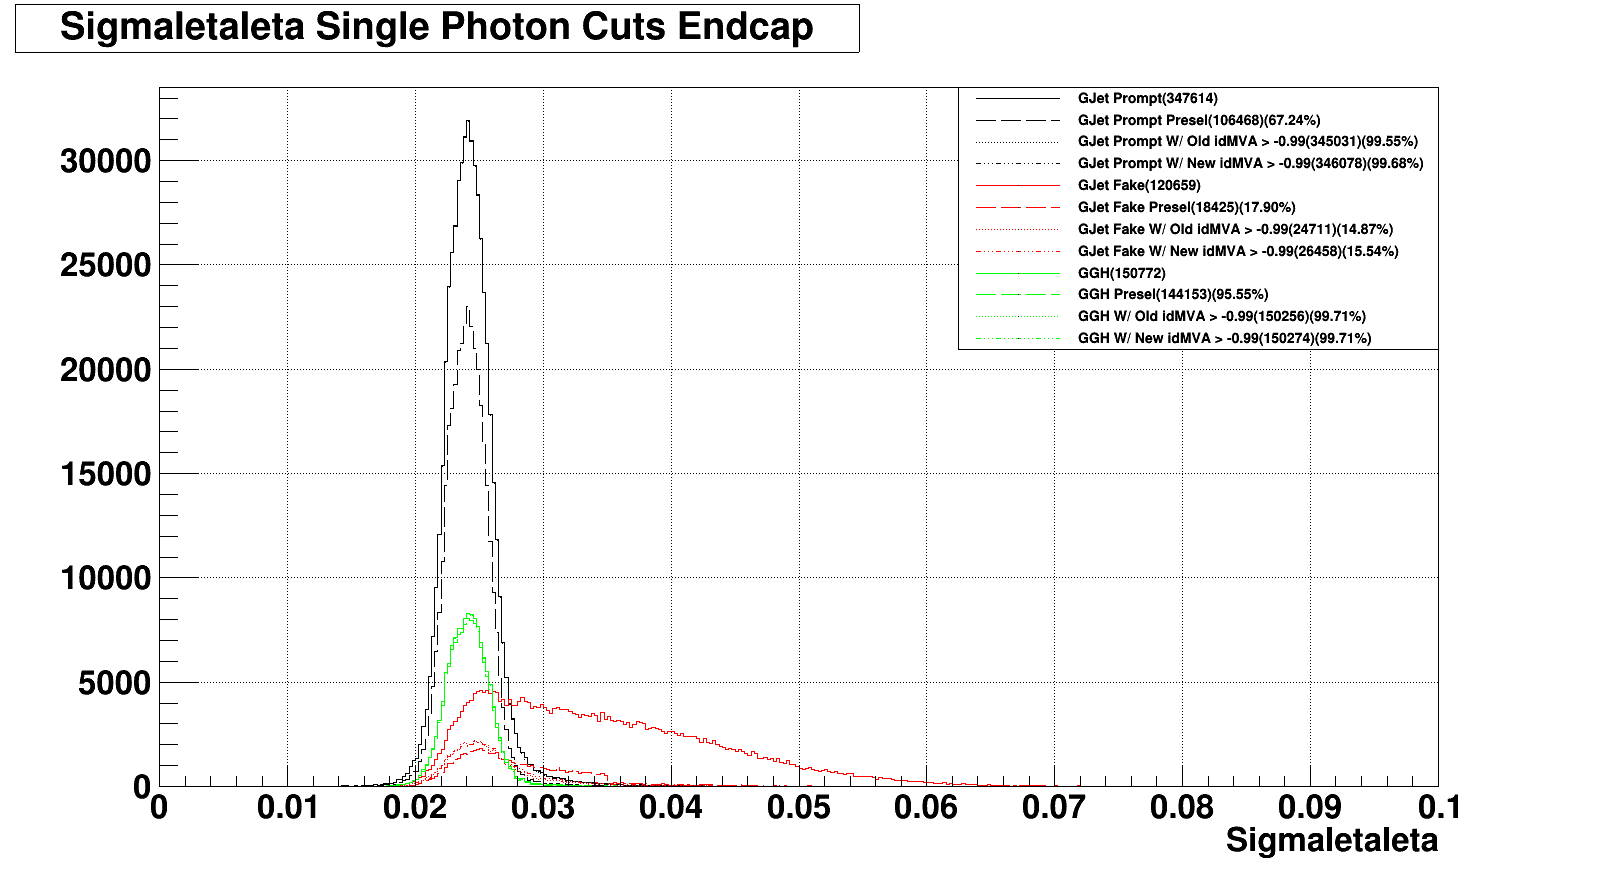 SigmaIetaIeta Single Photon Cuts Endcap
GJet Prompt(347614)
GJet Prompt Presel(106468)(67.24%)
GJet Prompt W/ Old idMVA > -0.99(345031)(99.55%)
GJet Prompt W/ New idMVA > -0.99(346078)(99.68%)
GJet Fake(120659)
GJet Fake Presel(18425)(17.90%)
GJet Fake W/ Old idMVA > -0.99(24711)(14.87%)
GJet Fake W/ New idMVA > -0.99(26458)(15.54%)
GGH(150772)
GGH Presel(144153)(95.55%)
GGH W/ Old idMVA > -0.99(150256)(99.71%)
GGH W/ New idMVA > -0.99(150274)(99.71%)
30000
25000
20000
15000
10000
5000
0
0 0.01 0.02 0.03 0.04 0.05 0.06 0.07 0.08 0.09 0.1
SigmaIetaIeta